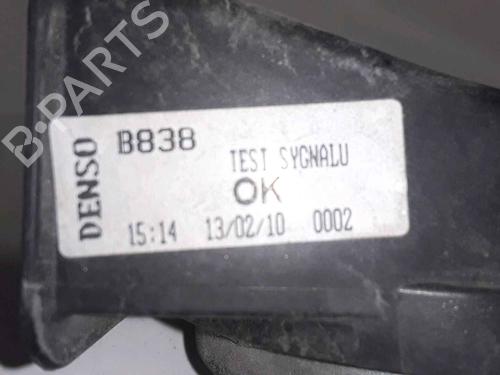 B-PARTS
DENSO
B838
TEST SYGNALU
OK
15:14 13/02/10 0002